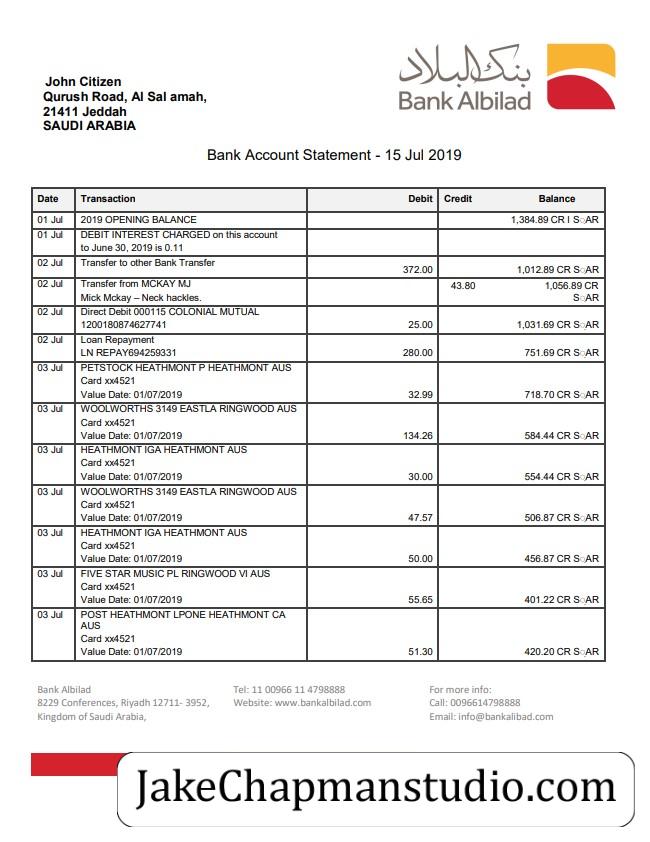 بنك البلاد
Bank Albilad
John Citizen
Qurush Road, Al Sal amah,
21411 Jeddah
SAUDI ARABIA
Bank Account Statement - 15 Jul 2019
Date Transaction Debit Credit Balance
01 Jul 2019 OPENING BALANCE 1,384.89 CR I SAR
01 Jul DEBIT INTEREST CHARGED on this account
to June 30, 2019 is 0.11
02 Jul Transfer to other Bank Transfer 372.00 1,012.89 CR SAR
02 Jul Transfer from MCKAY MJ 43.80 1,056.89 CR
Mick Mckay – Neck hackles. SAR
02 Jul Direct Debit 000115 COLONIAL MUTUAL
1200180874627741 25.00 1,031.69 CR SAR
02 Jul Loan Repayment
LN REPAY694259331 280.00 751.69 CR SAR
03 Jul PETSTOCK HEATHMONT P HEATHMONT AUS
Card xx4521
Value Date: 01/07/2019 32.99 718.70 CR SAR
03 Jul WOOLWORTHS 3149 EASTLA RINGWOOD AUS
Card xx4521
Value Date: 01/07/2019 134.26 584.44 CR SAR
03 Jul HEATHMONT IGA HEATHMONT AUS
Card xx4521
Value Date: 01/07/2019 30.00 554.44 CR SAR
03 Jul WOOLWORTHS 3149 EASTLA RINGWOOD AUS
Card xx4521
Value Date: 01/07/2019 47.57 506.87 CR SAR
03 Jul HEATHMONT IGA HEATHMONT AUS
Card xx4521
Value Date: 01/07/2019 50.00 456.87 CR SAR
03 Jul FIVE STAR MUSIC PL RINGWOOD VI AUS
Card xx4521
Value Date: 01/07/2019 55.65 401.22 CR SAR
03 Jul POST HEATHMONT LPONE HEATHMONT CA
AUS
Card xx4521
Value Date: 01/07/2019 51.30 420.20 CR SAR
Bank Albilad Tel: 11 00966 11 4798888 For more info:
8229 Conferences, Riyadh 12711- 3952, Website: www.bankalbilad.com Call: 0096614798888
Kingdom of Saudi Arabia, Email: info@bankalibad.com
JakeChapmanstudio.com